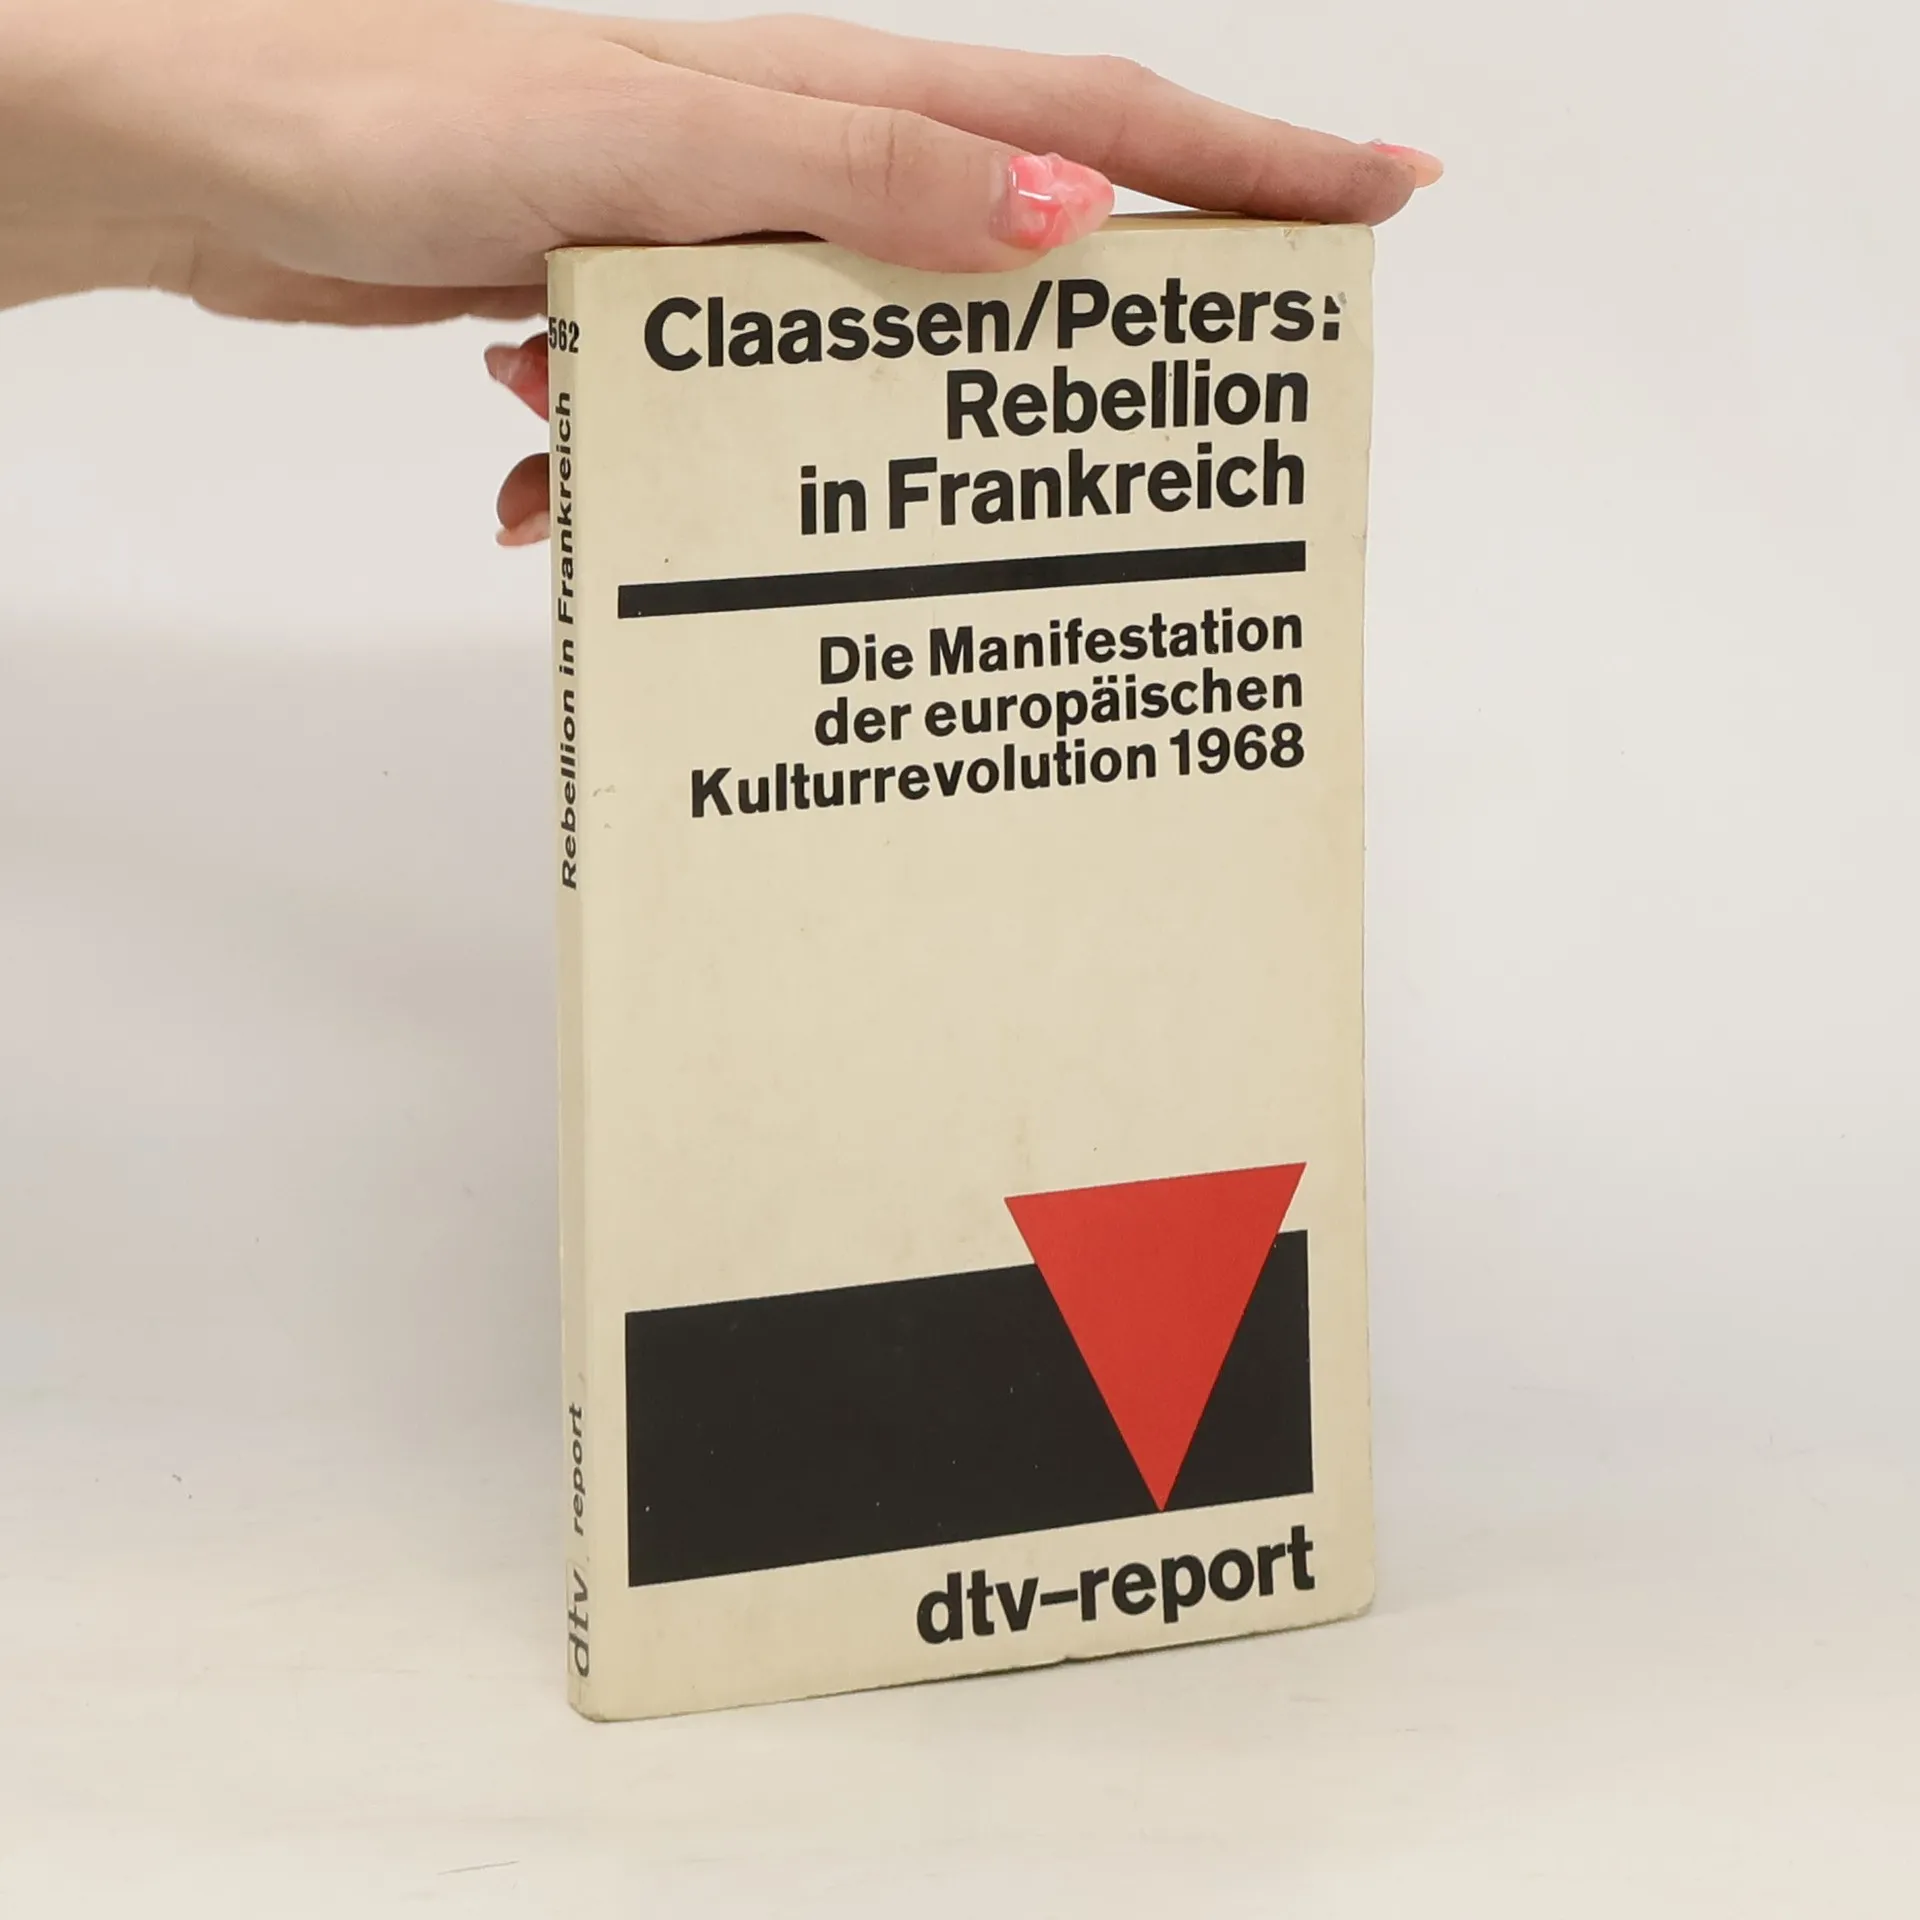 Claassen/Peters:
Rebellion
in Frankreich
Die Manifestation
der europäischen
Kulturrevolution 1968
dtv–report
562
Rebellion in Frankreich
dtv report